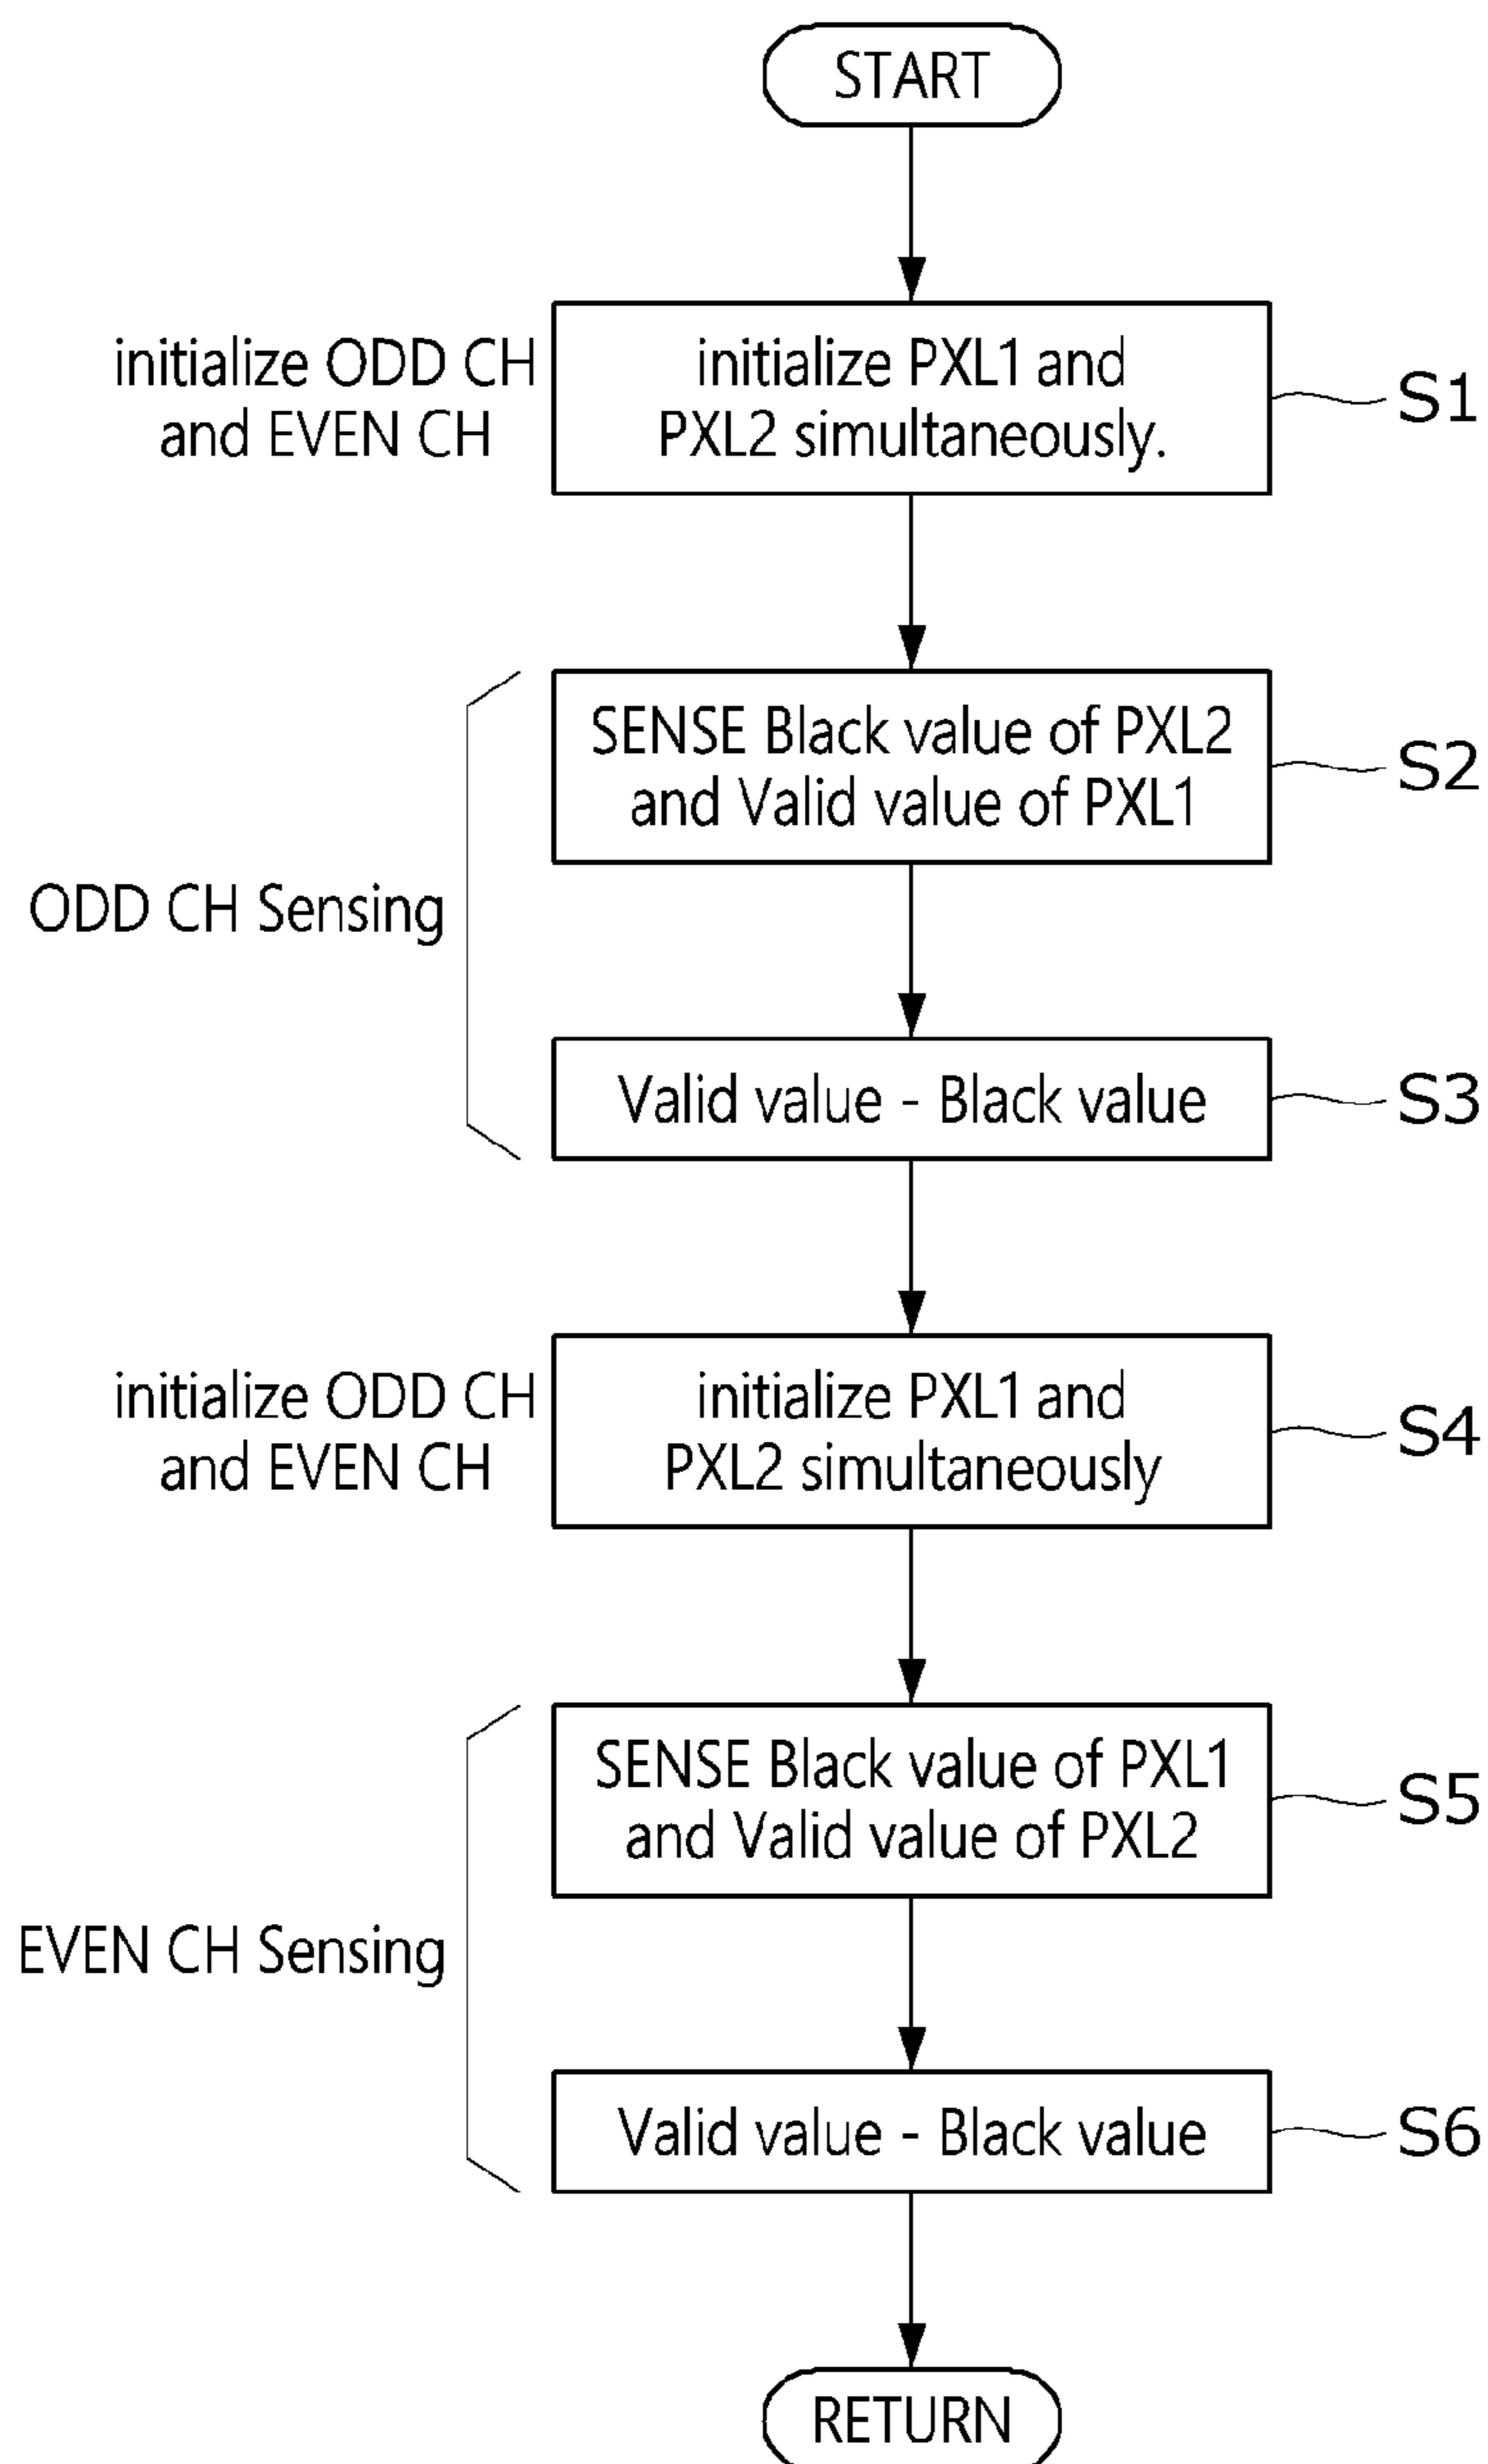 START
initialize ODD CH
and EVEN CH
initialize PXL1 and
PXL2 simultaneously.
S1
SENSE Black value of PXL2
and Valid value of PXL1
S2
ODD CH Sensing
Valid value - Black value
S3
initialize ODD CH
and EVEN CH
initialize PXL1 and
PXL2 simultaneously
S4
SENSE Black value of PXL1
and Valid value of PXL2
S5
EVEN CH Sensing
Valid value - Black value
S6
RETURN